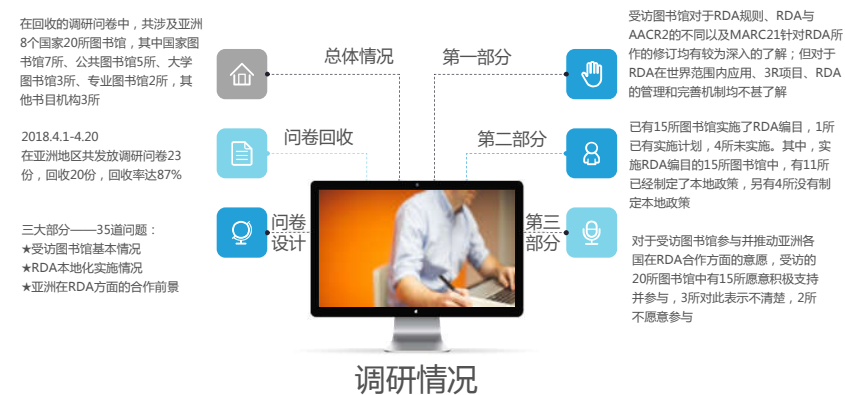 在回收的调研问卷中，共涉及亚洲
8个国家20所图书馆，其中国家图
书馆7所、公共图书馆5所、大学
图书馆3所、专业图书馆2所，其
他书目机构3所
总体情况
2018.4.1-4.20
在亚洲地区共发放调研问卷23
份，回收20份，回收率达87%
问卷回收
三大部分——35道问题：
★受访图书馆基本情况
★RDA本地化实施情况
★亚洲在RDA方面的合作前景
问卷
设计
第一部分
受访图书馆对于RDA规则、RDA与
AACR2的不同以及MARC21针对RDA所
作的修订均有较为深入的了解；但对于
RDA在世界范围内应用、3R项目、RDA
的管理和完善机制均不甚了解
第二部分
已有15所图书馆实施了RDA编目，1所
已有实施计划，4所未实施。其中，实
施RDA编目的15所图书馆中，有11所
已经制定了本地政策，另有4所没有制
定本地政策
第三
部分
对于受访图书馆参与并推动亚洲各
国在RDA合作方面的意愿，受访的
20所图书馆中有15所愿意积极支持
并参与，3所对此表示不清楚，2所
不愿意参与
调研情况